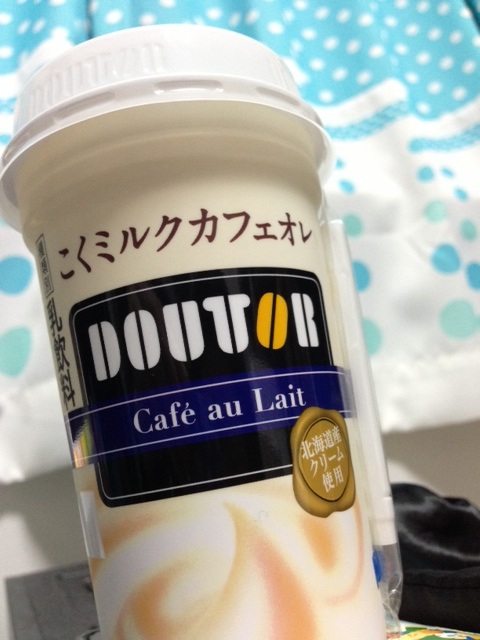 こくミルクカフェオレ
DOUTOR
Café au Lait
北海道産
クリーム
使用
乳飲料